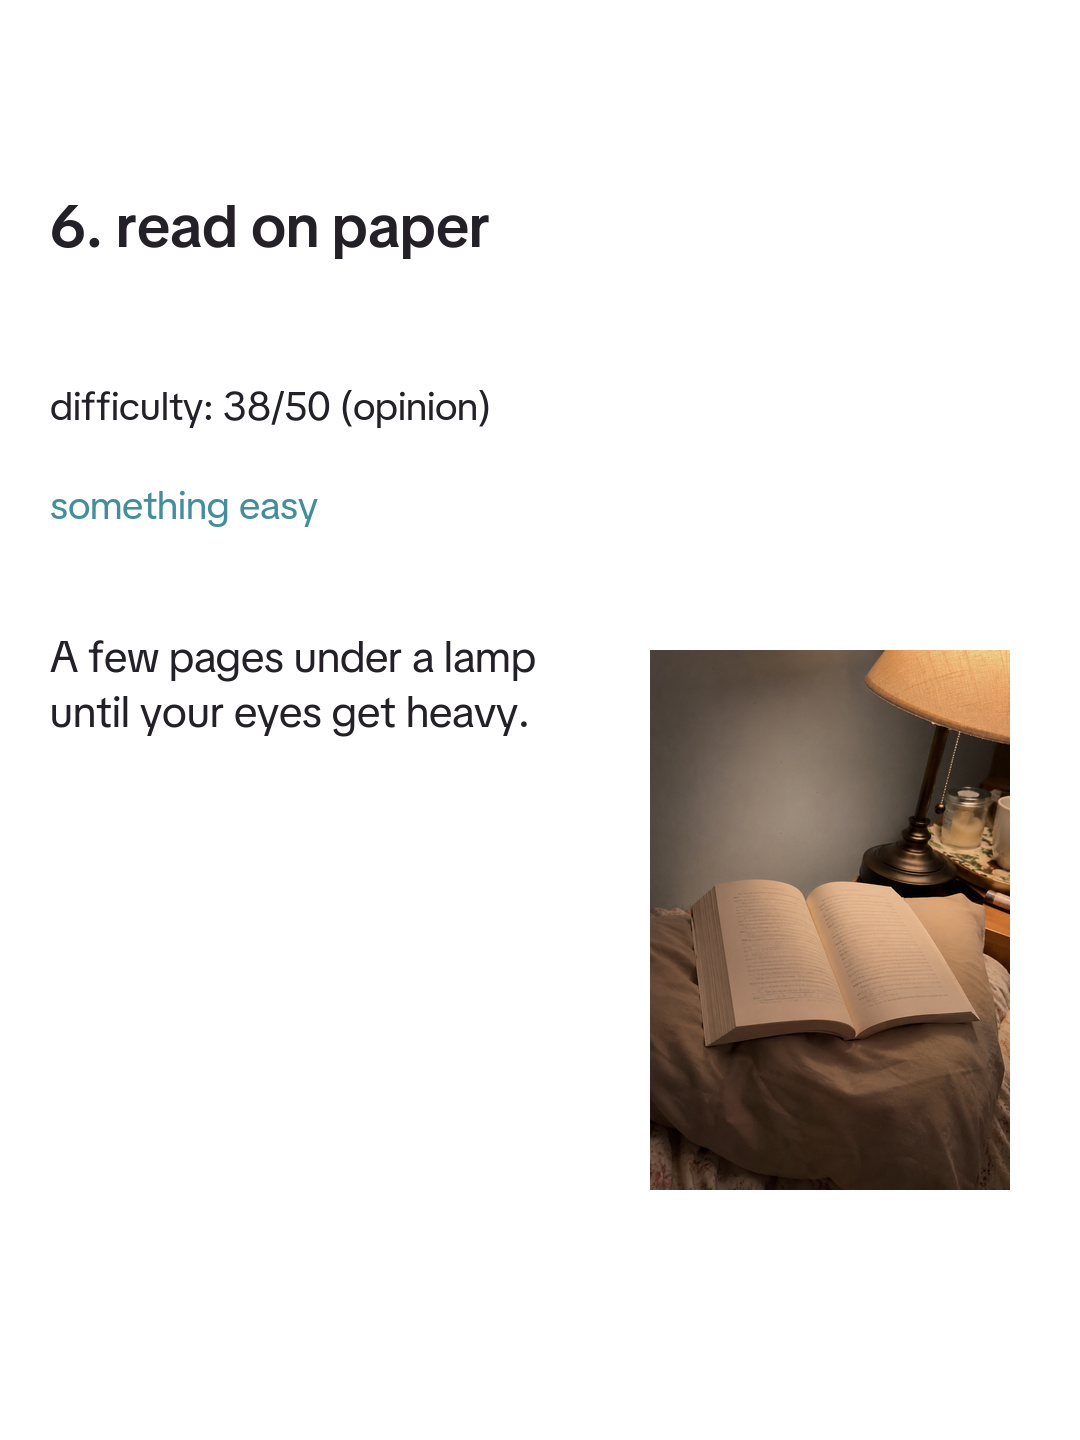 6. read on paper
difficulty: 38/50 (opinion)
something easy
A few pages under a lamp
until your eyes get heavy.